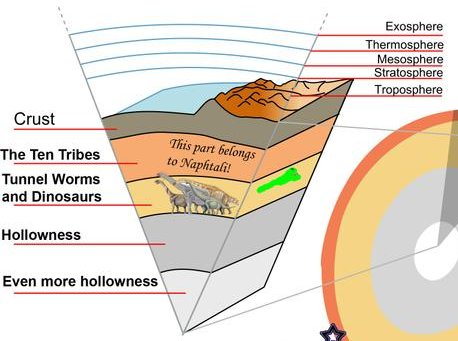 Exosphere
Thermosphere
Mesosphere
Stratosphere
Troposphere
Crust
The Ten Tribes
This part belongs
to Naphtali!
Tunnel Worms
and Dinosaurs
Hollowness
Even more hollowness